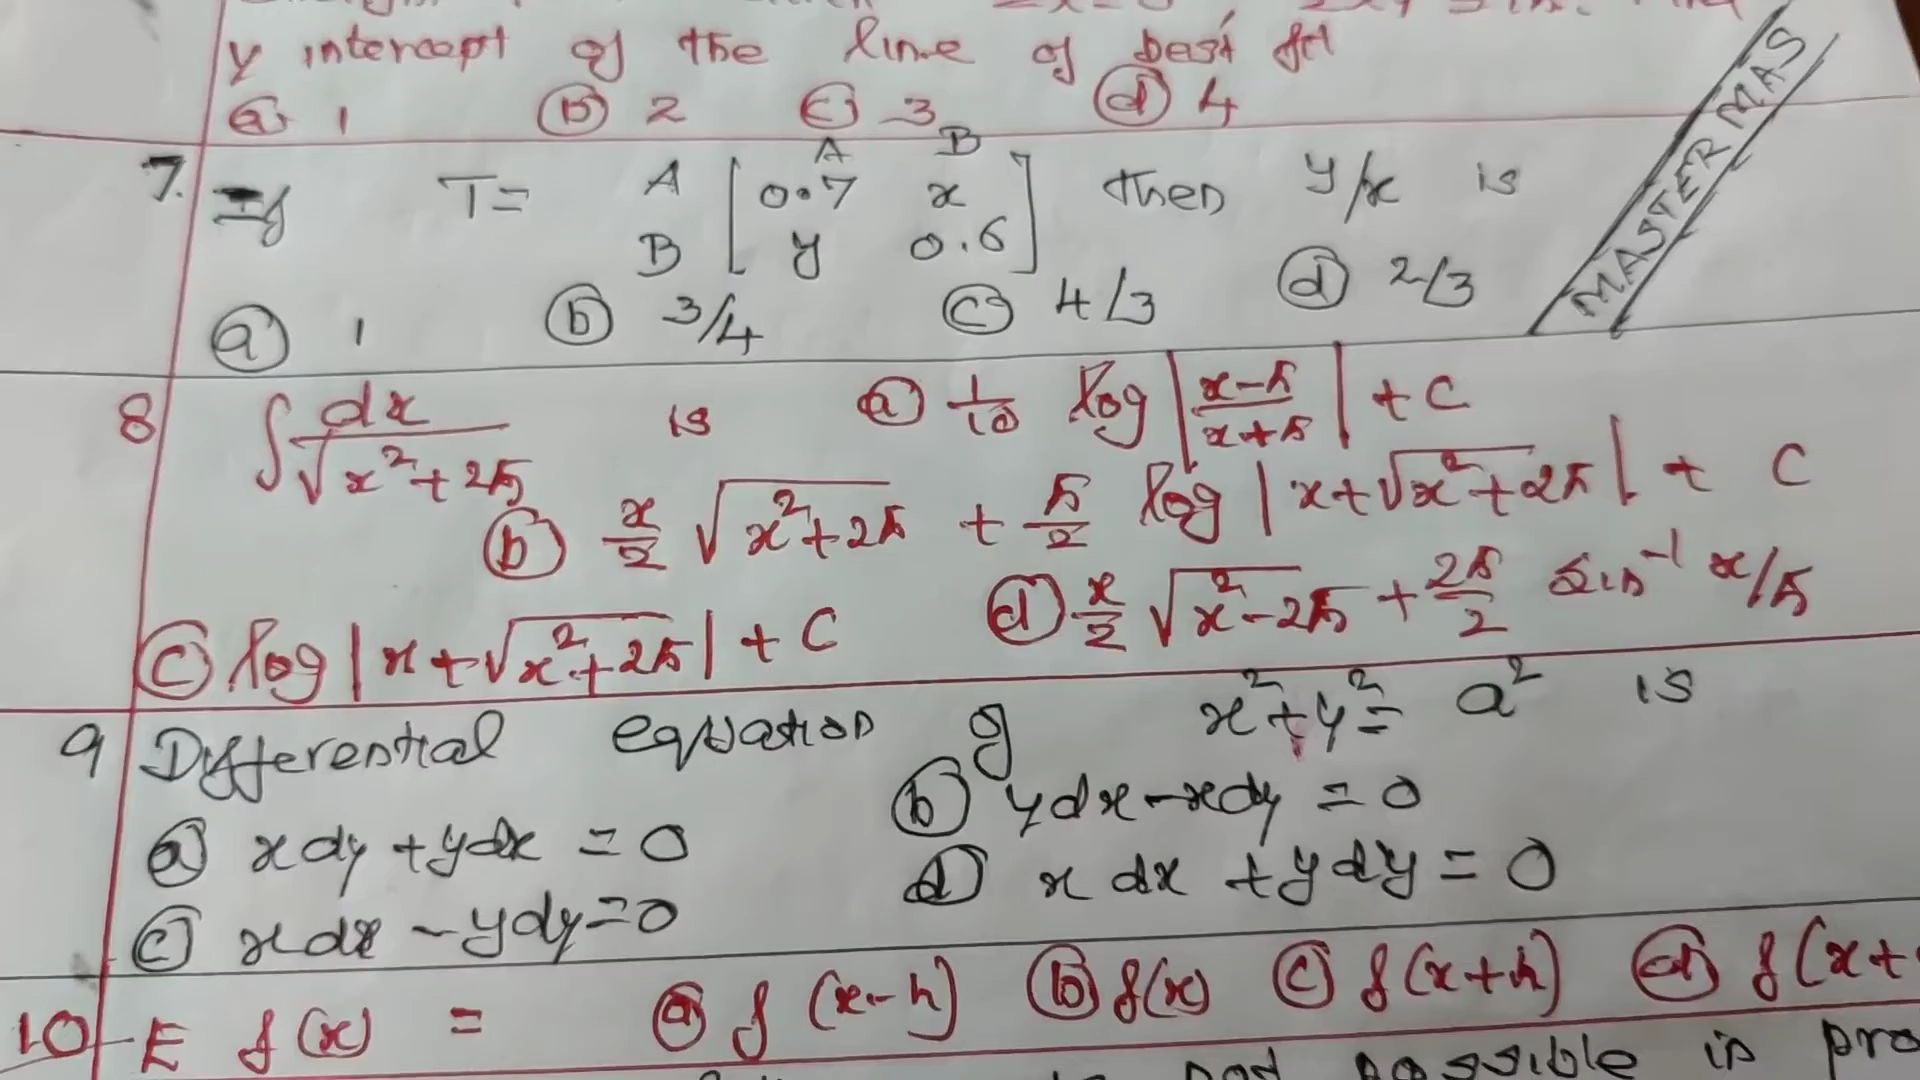 y intercept of the line of best fit
(a) 1 (b) 2 (c) 3 (d) 4
A B
7. If T = A [ 0.7 x ] then y/x is
B [ y 0.6 ]
(a) 1 (b) 3/4 (c) 4/3 (d) 2/3
MASTER MAS
8 ∫ dx/√x²+25 is (a) 1/10 log |x-5/x+5| + C
(b) x/2 √x²+25 + 5/2 log |x+√x²+25| + C
(c) log |x+√x²+25| + C (d) x/2 √x²-25 + 25/2 sin⁻¹ x/5
9 Differential equation of x²+y²= a² is
(a) xdy + ydx = 0 (b) ydx - xdy = 0
(c) xdx - ydy = 0 (d) x dx + ydy = 0
10 E f(x) = (a) f(x-h) (b) f(x) (c) f(x+h) (d) f(x+
possible in pro